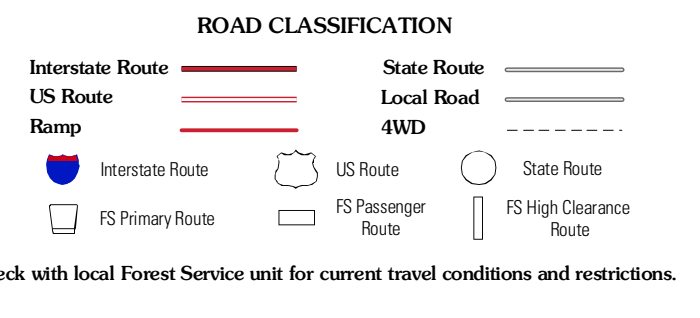 ROAD CLASSIFICATION
Interstate Route
State Route
US Route
Local Road
Ramp
4WD
Interstate Route
US Route
State Route
FS Primary Route
FS Passenger
Route
FS High Clearance
Route
with local Forest Service unit for current travel conditions and restrictions.